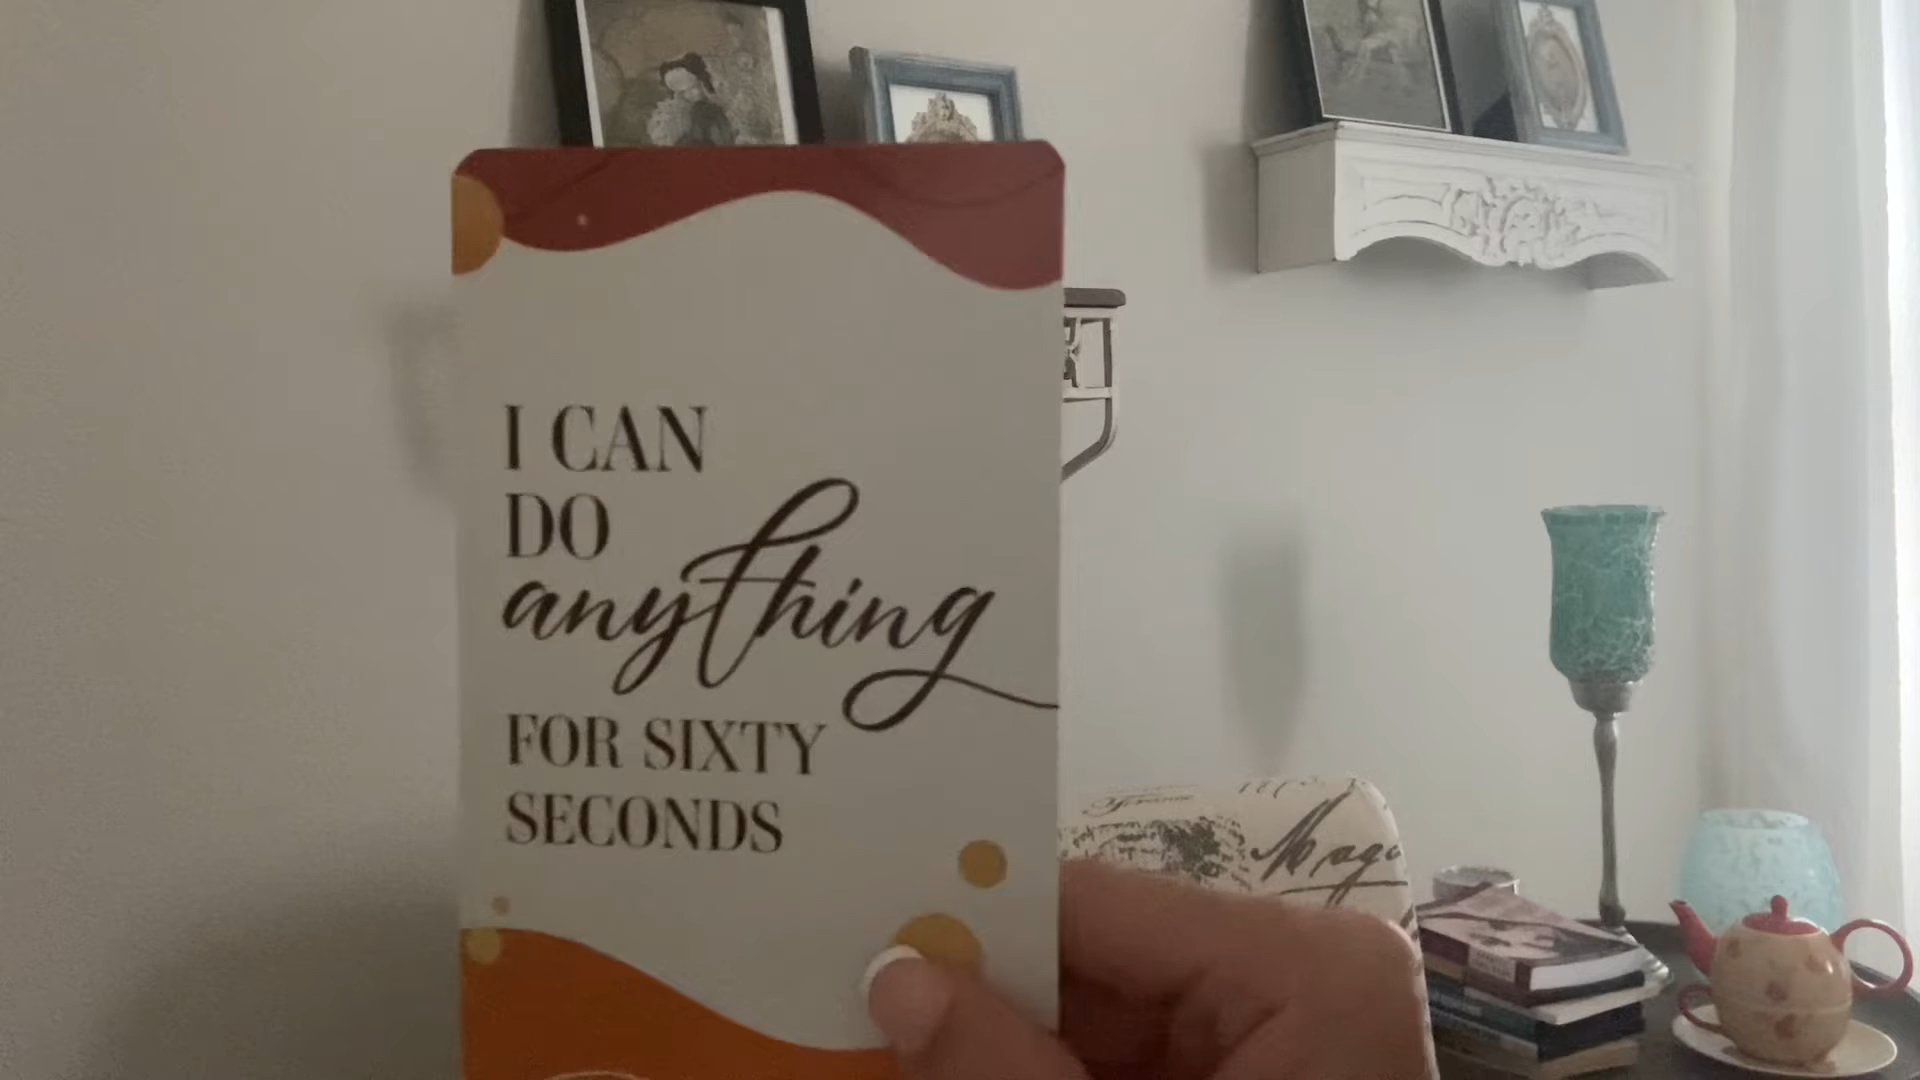 I CAN
DO
anything
FOR SIXTY
SECONDS